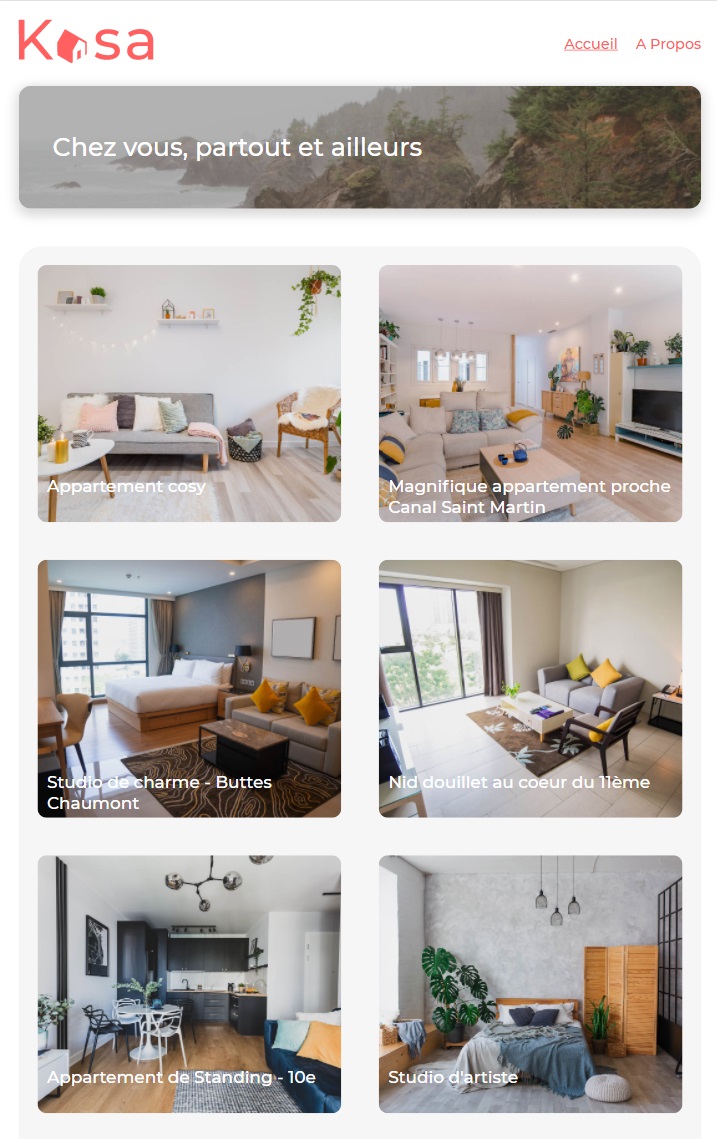 Kasa
Accueil A Propos
Chez vous, partout et ailleurs
Appartement cosy
Magnifique appartement proche
Canal Saint Martin
Studio de charme - Buttes
Chaumont
Nid douillet au coeur du 11ème
Appartement de Standing - 10e
Studio d'artiste